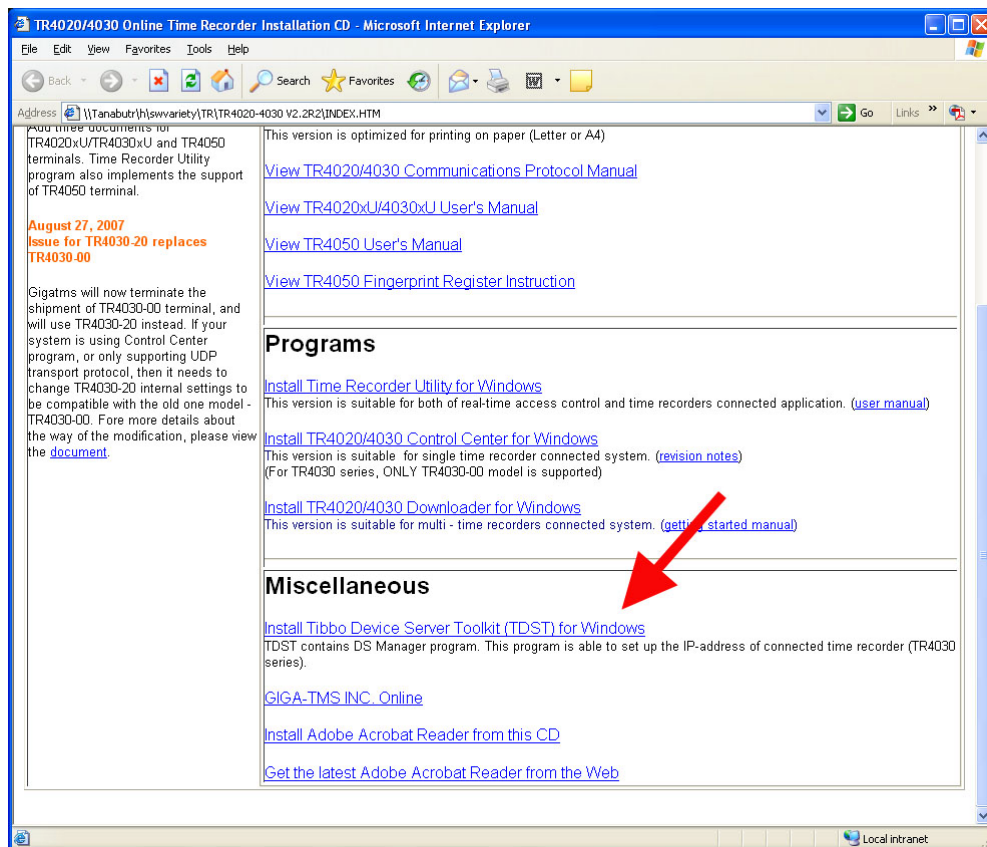 TR4020/4030 Online Time Recorder Installation CD - Microsoft Internet Explorer
File Edit View Favorites Tools Help
Back Search Favorites
Address \\Tanabutr\h\swvariety\TR\TR4020-4030 V2.2R2\INDEX.HTM Go Links »
Add three documents for
TR4020xU/TR4030xU and TR4050
terminals. Time Recorder Utility
program also implements the support
of TR4050 terminal.
August 27, 2007
Issue for TR4030-20 replaces
TR4030-00
Gigatms will now terminate the
shipment of TR4030-00 terminal, and
will use TR4030-20 instead. If your
system is using Control Center
program, or only supporting UDP
transport protocol, then it needs to
change TR4030-20 internal settings to
be compatible with the old one model -
TR4030-00. Fore more details about
the way of the modification, please view
the document.
This version is optimized for printing on paper (Letter or A4)
View TR4020/4030 Communications Protocol Manual
View TR4020xU/4030xU User's Manual
View TR4050 User's Manual
View TR4050 Fingerprint Register Instruction
Programs
Install Time Recorder Utility for Windows
This version is suitable for both of real-time access control and time recorders connected application. (user manual)
Install TR4020/4030 Control Center for Windows
This version is suitable for single time recorder connected system. (revision notes)
(For TR4030 series, ONLY TR4030-00 model is supported)
Install TR4020/4030 Downloader for Windows
This version is suitable for multi - time recorders connected system. (getting started manual)
Miscellaneous
Install Tibbo Device Server Toolkit (TDST) for Windows
TDST contains DS Manager program. This program is able to set up the IP-address of connected time recorder (TR4030
series).
GIGA-TMS INC. Online
Install Adobe Acrobat Reader from this CD
Get the latest Adobe Acrobat Reader from the Web
Local intranet